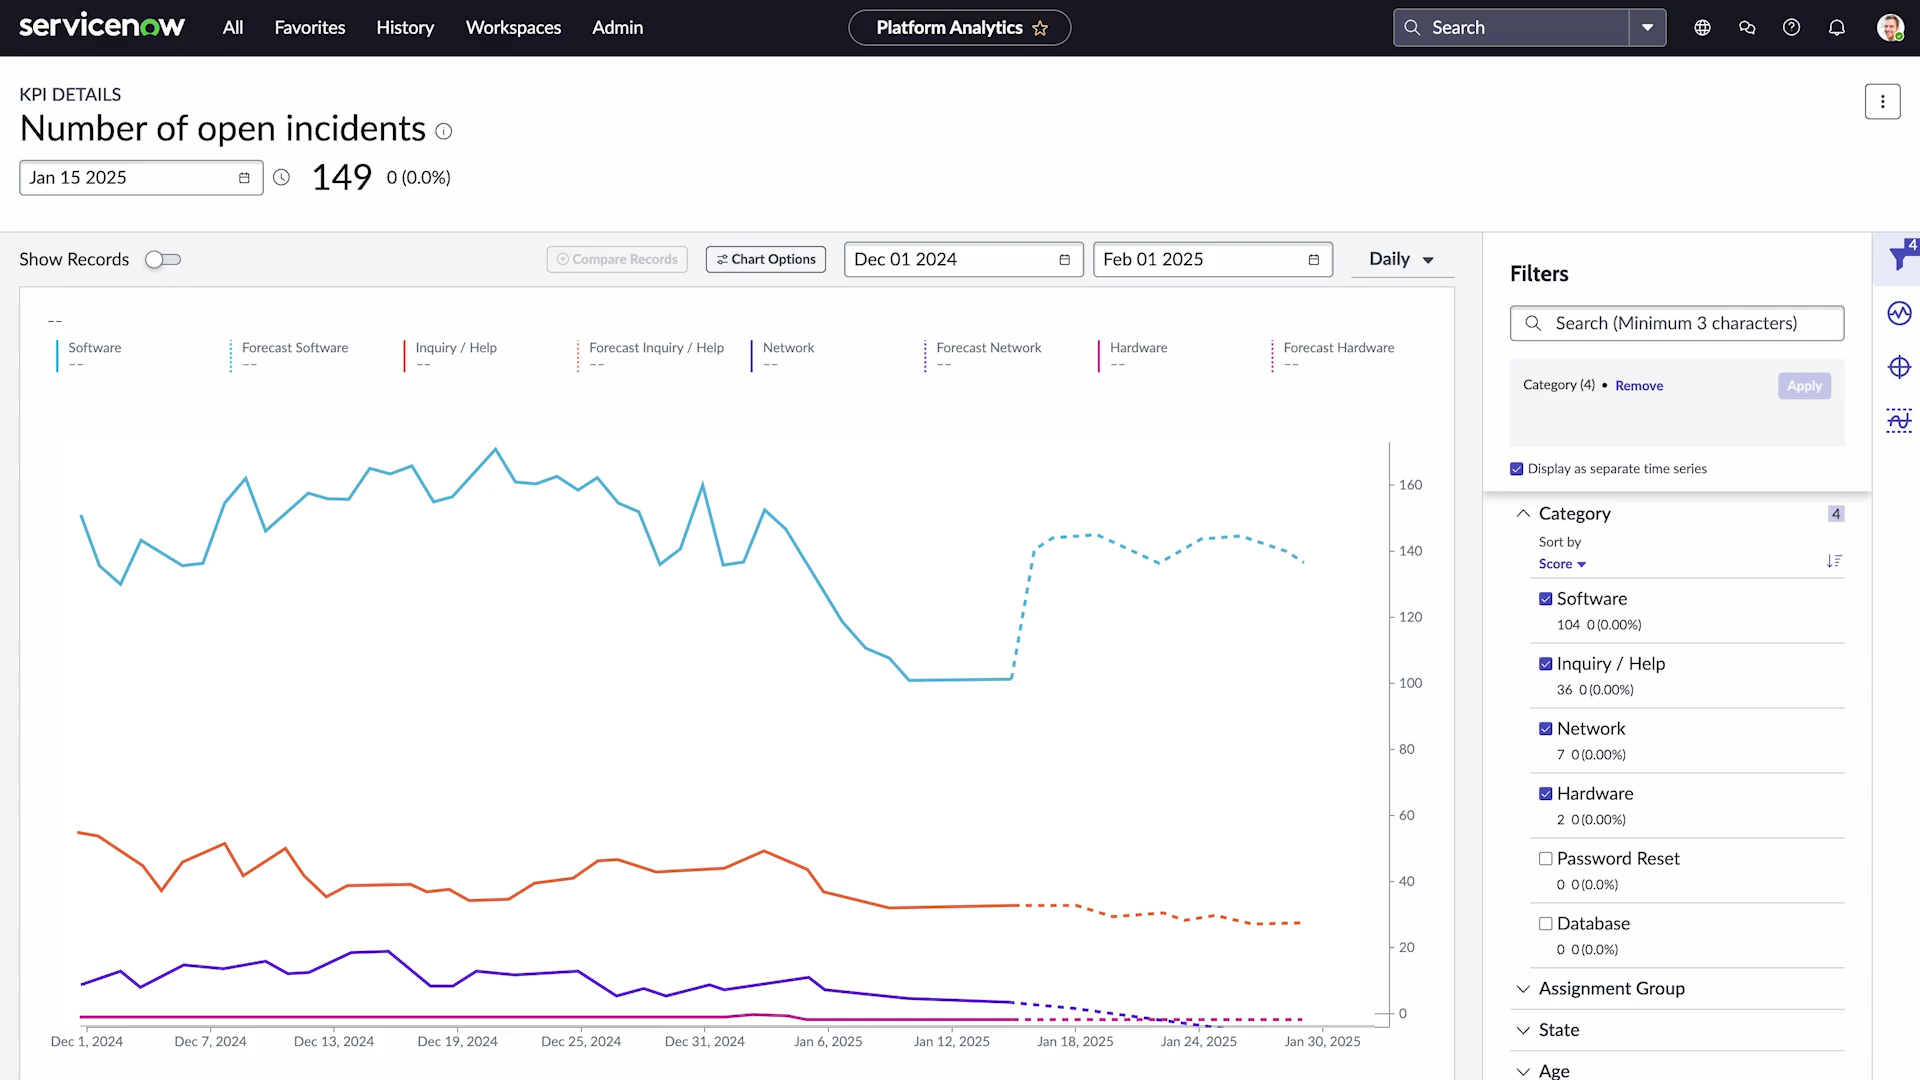 servicenow All Favorites History Workspaces Admin Platform Analytics Search
KPI DETAILS
Number of open incidents
Jan 15 2025 149 0 (0.0%)
Show Records Compare Records Chart Options Dec 01 2024 Feb 01 2025 Daily
--
Software Forecast Software Inquiry / Help Forecast Inquiry / Help Network Forecast Network Hardware Forecast Hardware
-- -- -- -- -- -- -- --
160
140
120
100
80
60
40
20
0
Dec 1, 2024 Dec 7, 2024 Dec 13, 2024 Dec 19, 2024 Dec 25, 2024 Dec 31, 2024 Jan 6, 2025 Jan 12, 2025 Jan 18, 2025 Jan 24, 2025 Jan 30, 2025
4
Filters
Search (Minimum 3 characters)
Category (4) • Remove Apply
Display as separate time series
Category 4
Sort by
Score
Software
104 0 (0.00%)
Inquiry / Help
36 0 (0.00%)
Network
7 0 (0.00%)
Hardware
2 0 (0.00%)
Password Reset
0 0 (0.0%)
Database
0 0 (0.0%)
Assignment Group
State
Age